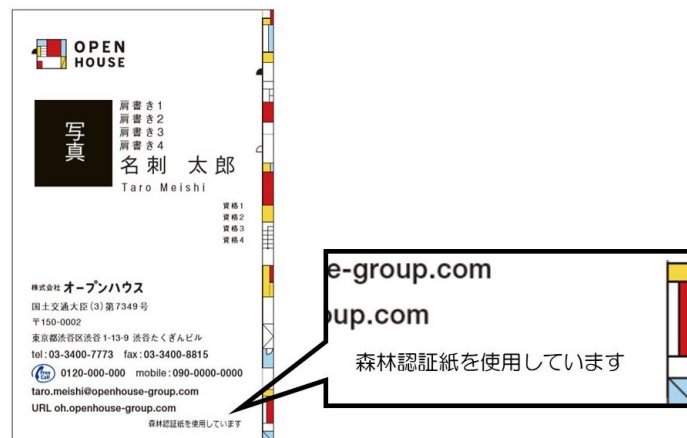 OPEN
HOUSE
写真
肩書き1
肩書き2
肩書き3
肩書き4
名刺 太郎
Taro Meishi
資格1
資格2
資格3
資格4
株式会社 オープンハウス
国土交通大臣(3)第7349号
〒150-0002
東京都渋谷区渋谷1-13-9 渋谷たくぎんビル
tel:03-3400-7773 fax:03-3400-8815
Free Call 0120-000-000 mobile:090-0000-0000
taro.meishi@openhouse-group.com
URL oh.openhouse-group.com
森林認証紙を使用しています
e-group.com
up.com
森林認証紙を使用しています